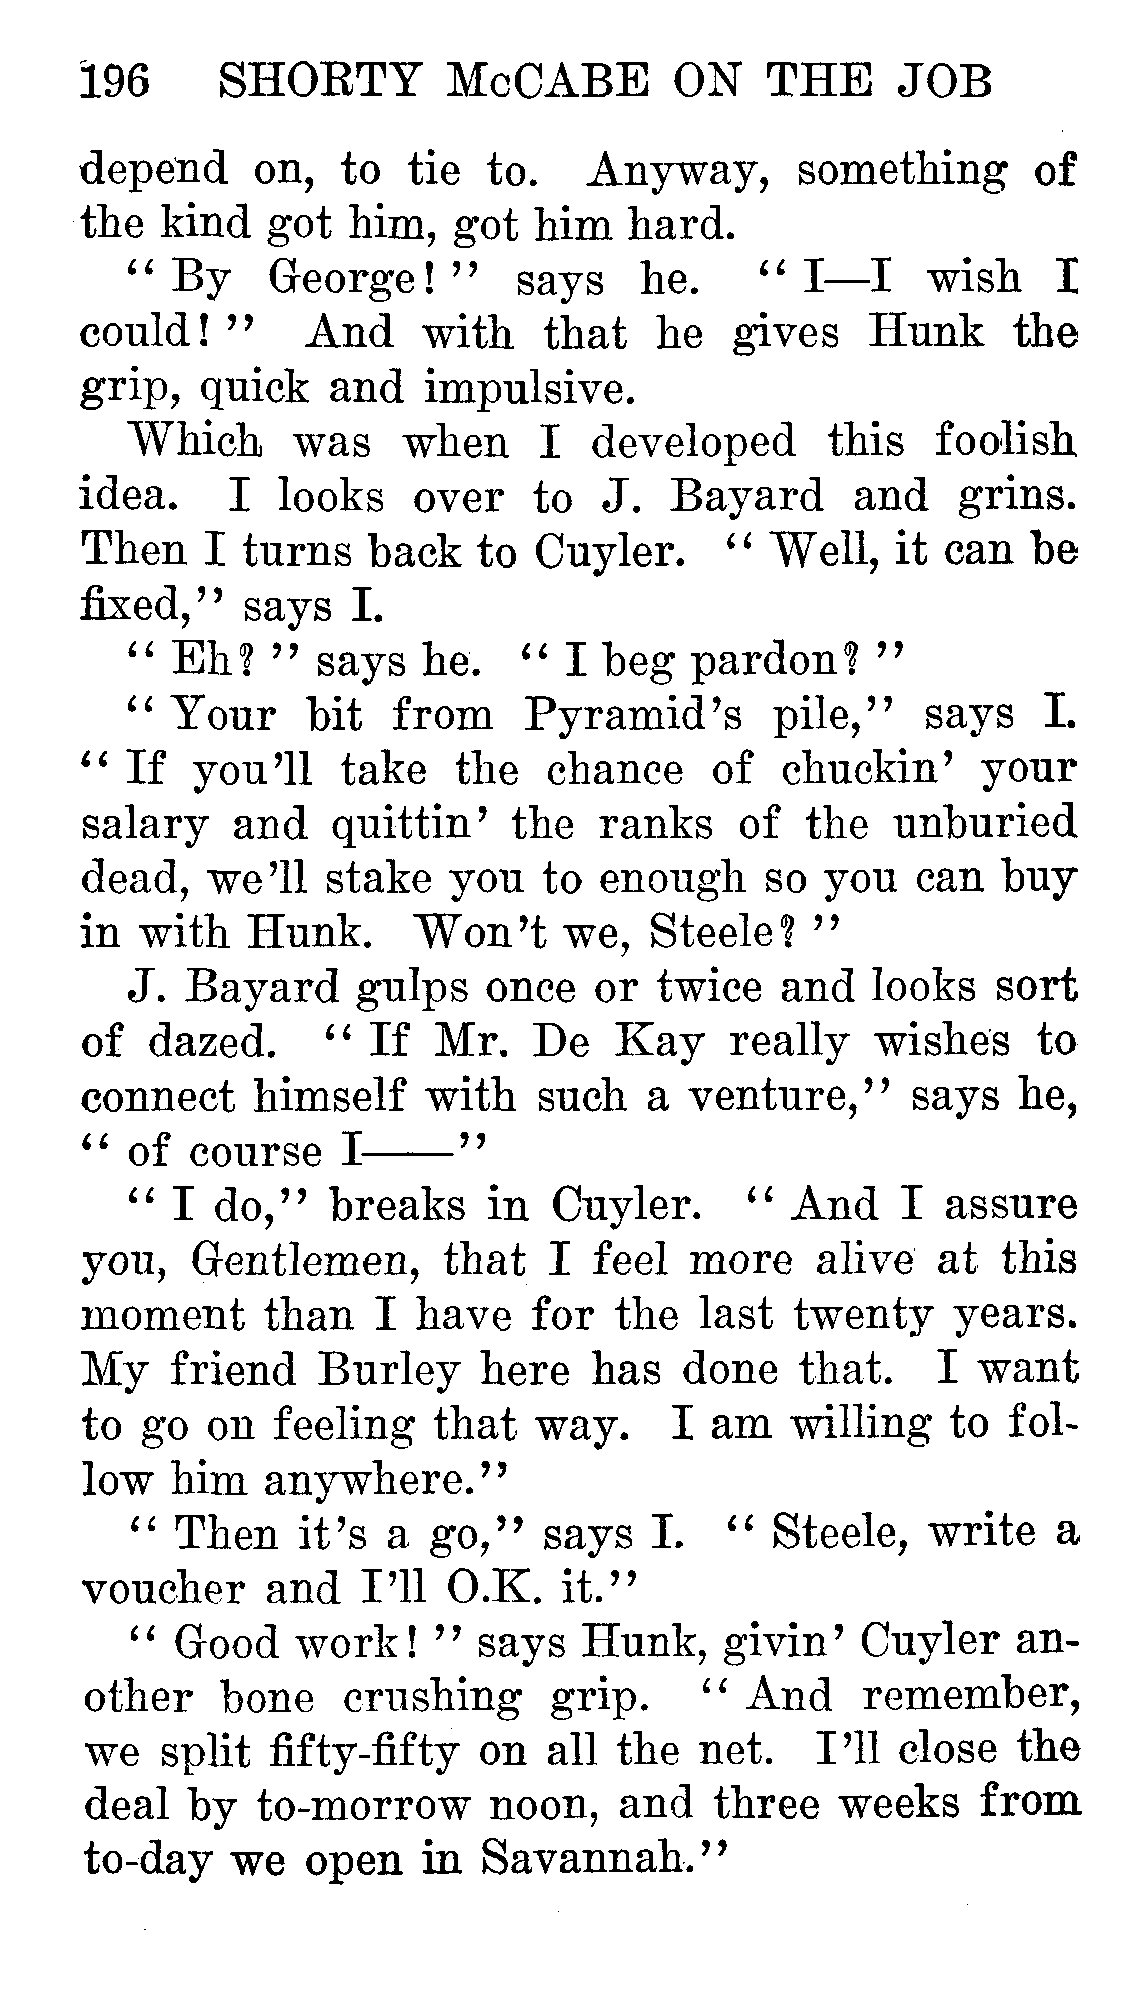 196 SHORTY McCABE ON THE JOB
depend on, to tie to. Anyway, something of
the kind got him, got him hard.
“ By George! ” says he. “ I—I wish I
could! ” And with that he gives Hunk the
grip, quick and impulsive.
Which was when I developed this foolish
idea. I looks over to J. Bayard and grins.
Then I turns back to Cuyler. “ Well, it can be
fixed,” says I.
“ Eh? ” says he. “ I beg pardon? ”
“ Your bit from Pyramid’s pile,” says I.
“ If you’ll take the chance of chuckin’ your
salary and quittin’ the ranks of the unburied
dead, we’ll stake you to enough so you can buy
in with Hunk. Won’t we, Steele? ”
J. Bayard gulps once or twice and looks sort
of dazed. “ If Mr. De Kay really wishes to
connect himself with such a venture,” says he,
“ of course I——”
“ I do,” breaks in Cuyler. “ And I assure
you, Gentlemen, that I feel more alive at this
moment than I have for the last twenty years.
My friend Burley here has done that. I want
to go on feeling that way. I am willing to fol-
low him anywhere.”
“ Then it’s a go,” says I. “ Steele, write a
voucher and I’ll O.K. it.”
“ Good work! ” says Hunk, givin’ Cuyler an-
other bone crushing grip. “ And remember,
we split fifty-fifty on all the net. I’ll close the
deal by to-morrow noon, and three weeks from
to-day we open in Savannah.”